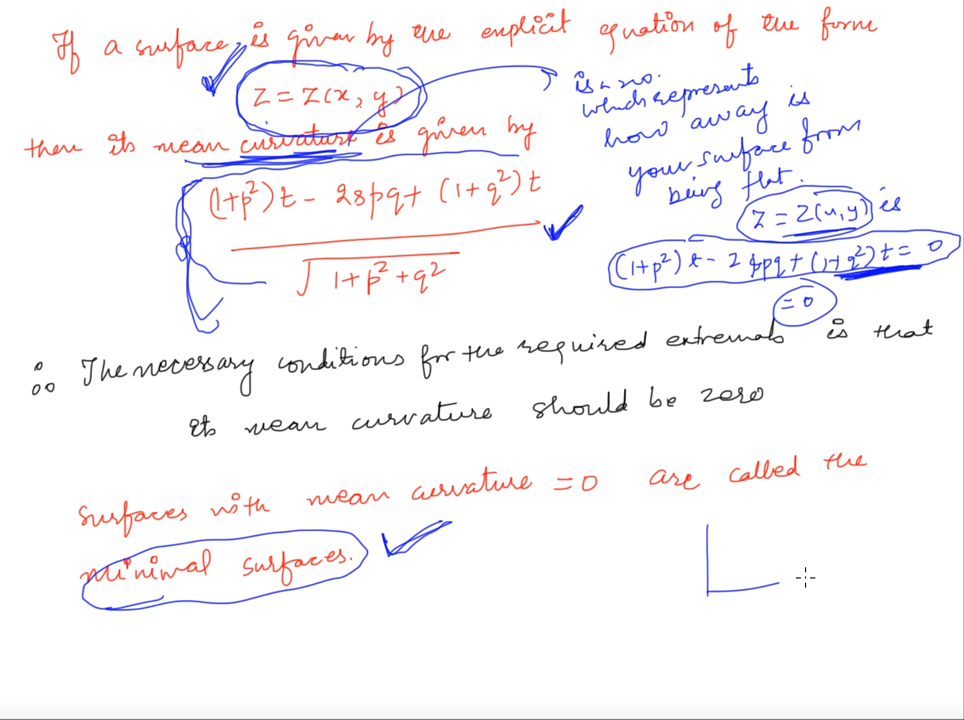 If a surface, is given by the explicit equation of the form
Z = Z(x, y)
then its mean curvature is given by
(1+p²)t - 2spq + (1+q²)t
√1+p²+q²
is a no.
which represents
how away is
your surface from
being flat.
Z = Z(x, y) is
(1+p²)t - 2spq + (1+q²)t = 0
= 0
∴ The necessary conditions for the required extremals is that
its mean curvature should be zero
Surfaces with mean curvature = 0 are called the
minimal surfaces.